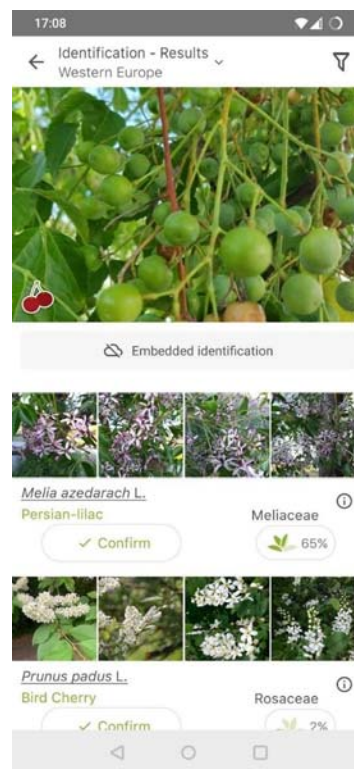 17:08
Identification - Results
Western Europe
Embedded identification
Melia azedarach L.
Persian-lilac
Meliaceae
Confirm
65%
Prunus padus L.
Bird Cherry
Rosaceae
Confirm
2%